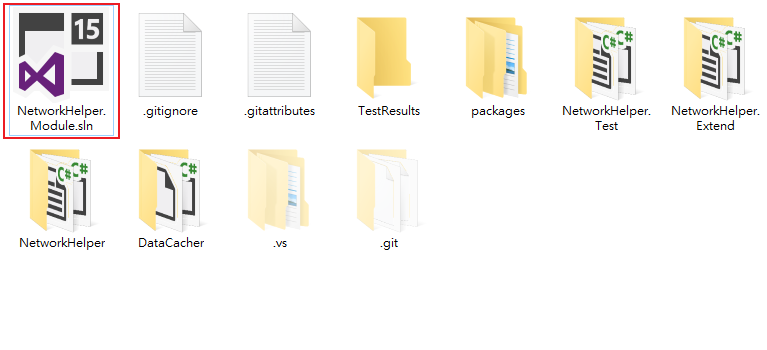 15
NetworkHelper.
Module.sln
.gitignore
.gitattributes
TestResults
packages
C#
C#
NetworkHelper.
Test
C#
C#
NetworkHelper.
Extend
C#
C#
NetworkHelper
C#
DataCacher
.vs
.git